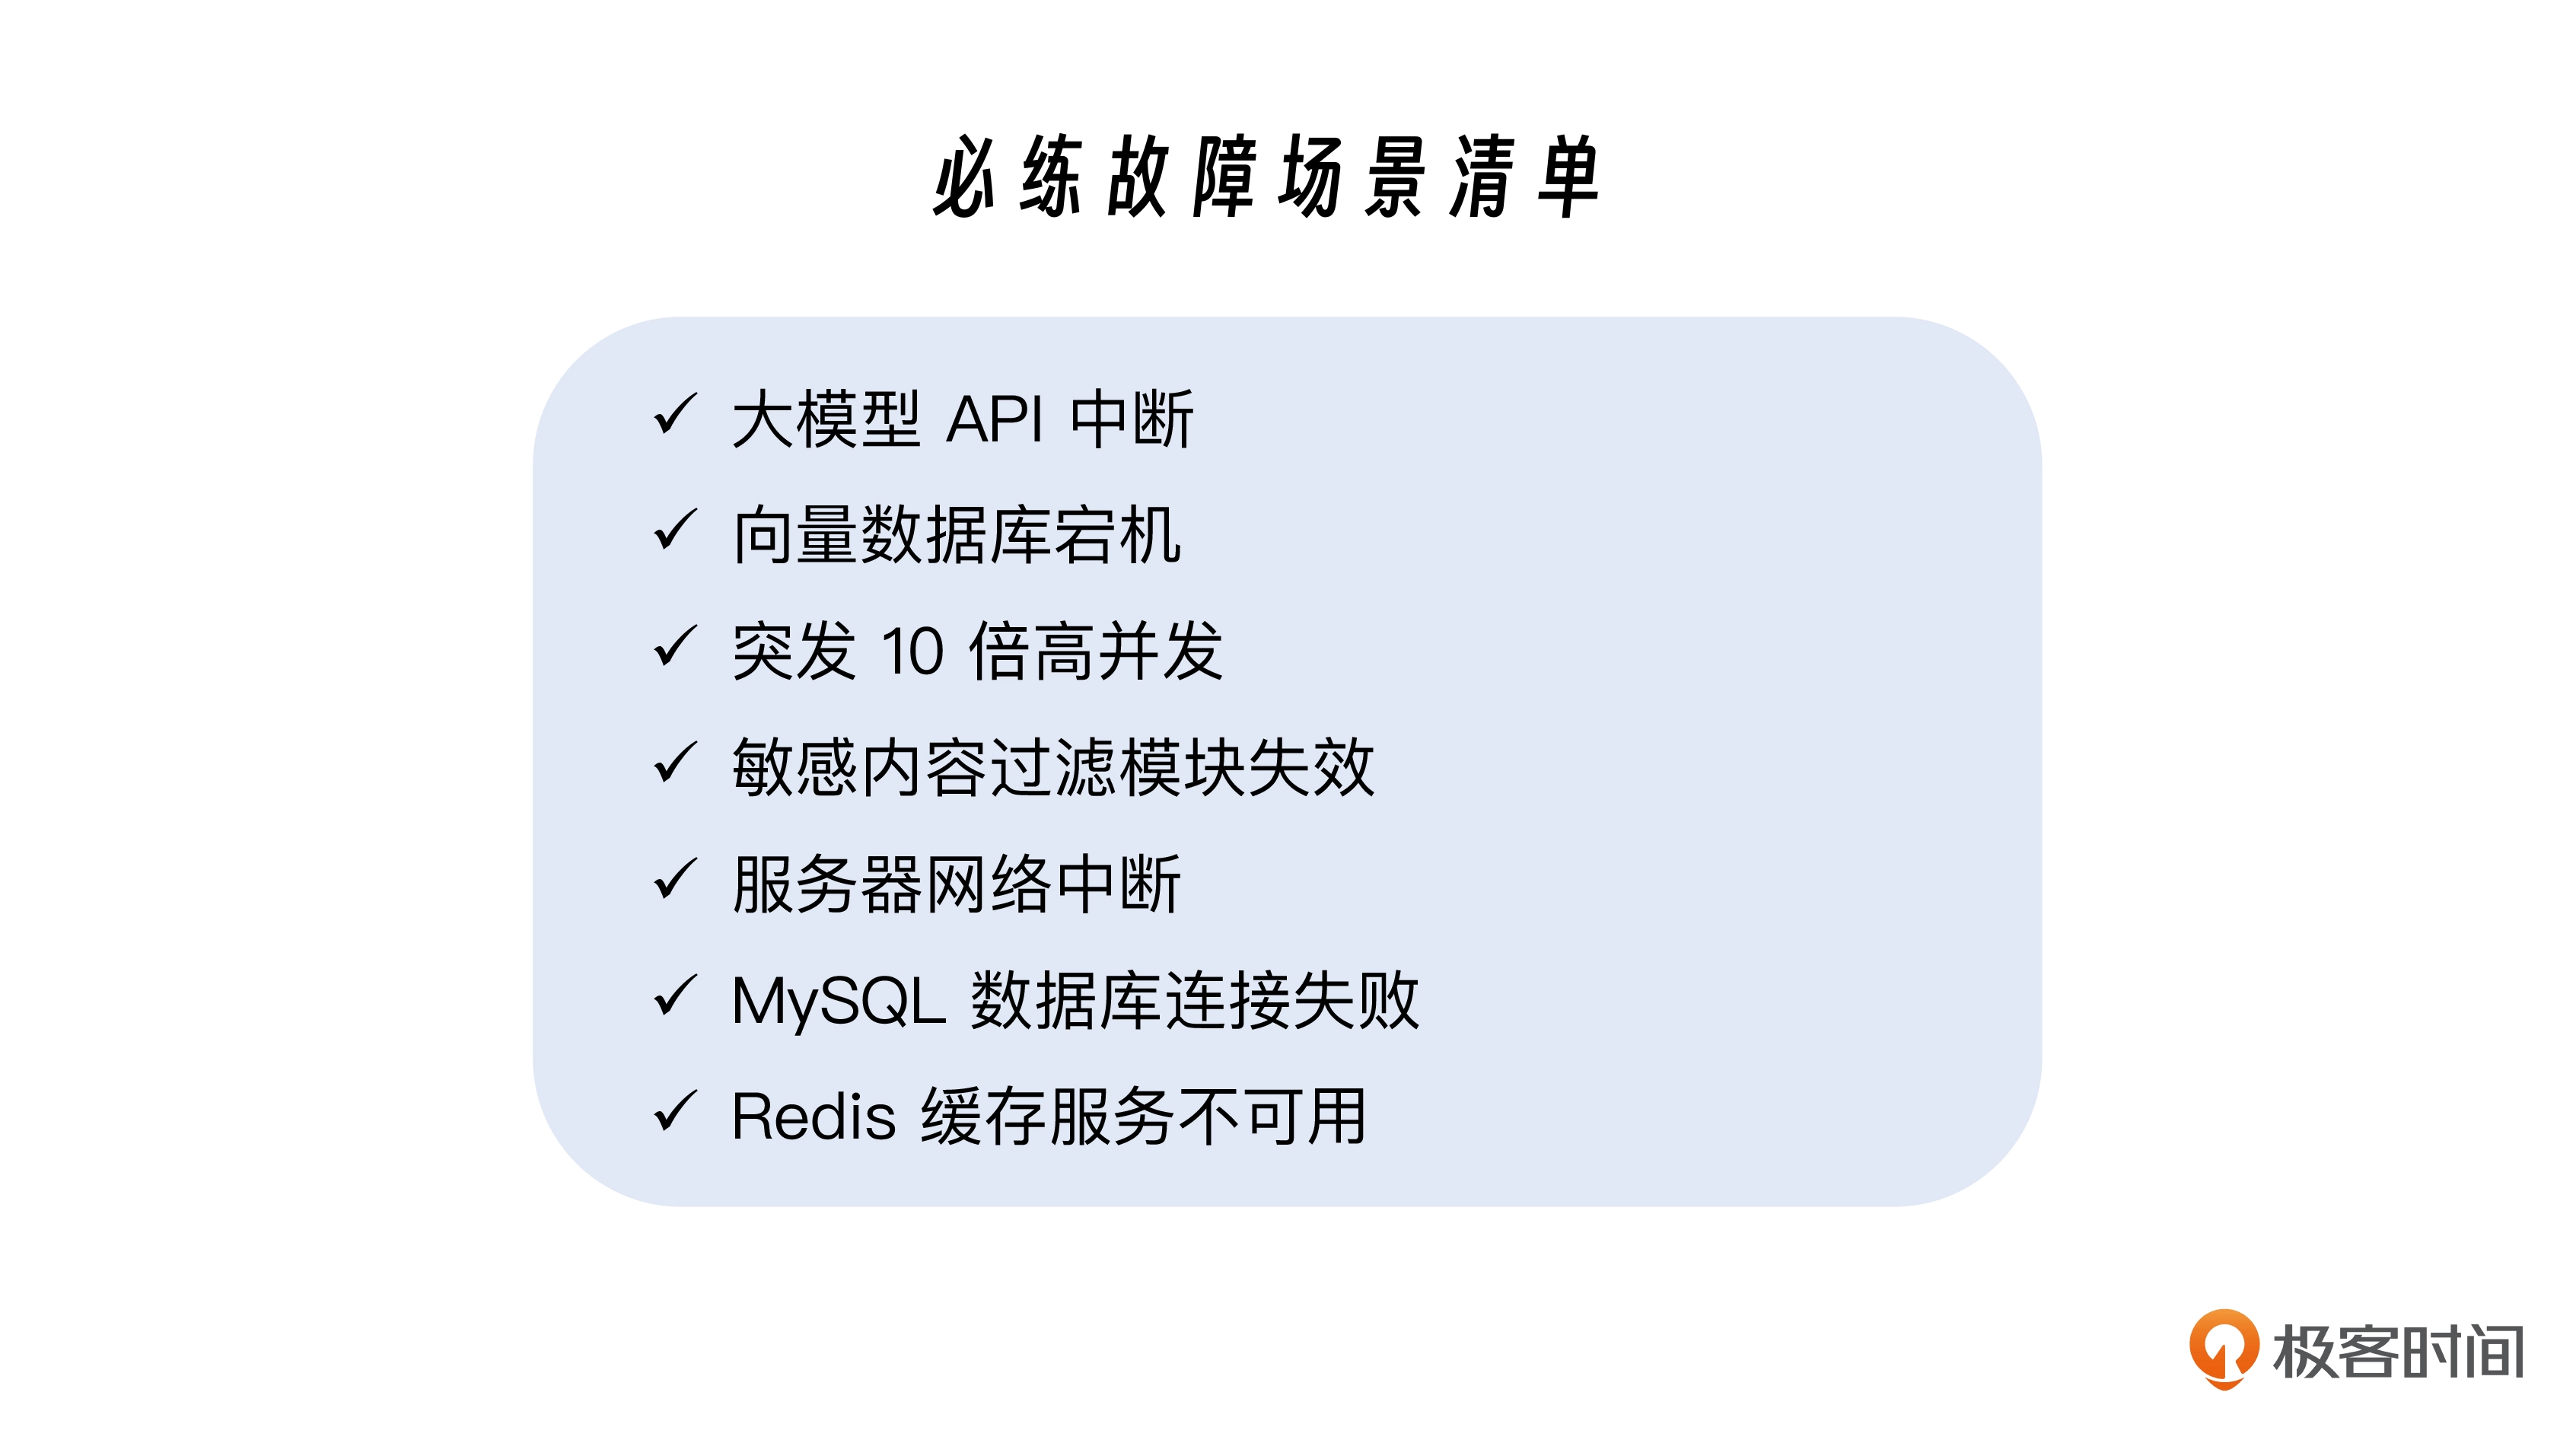 必练故障场景清单
✓ 大模型 API 中断
✓ 向量数据库宕机
✓ 突发 10 倍高并发
✓ 敏感内容过滤模块失效
✓ 服务器网络中断
✓ MySQL 数据库连接失败
✓ Redis 缓存服务不可用
极客时间